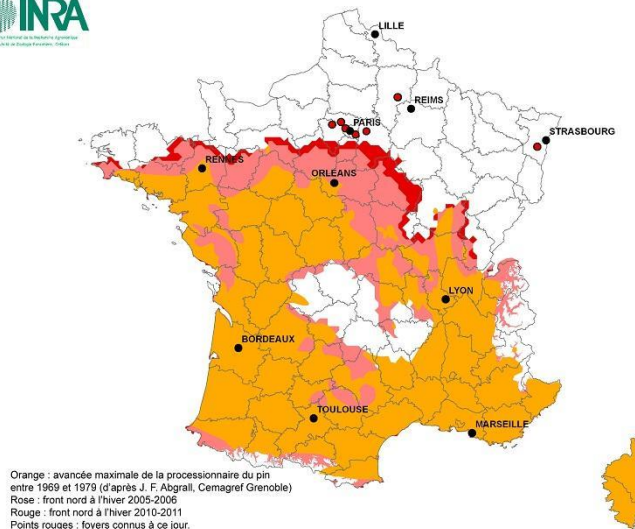 INRA
LILLE
REIMS
PARIS
STRASBOURG
RENNES
ORLEANS
LYON
BORDEAUX
TOULOUSE
MARSEILLE
Orange : avancée maximale de la processionnaire du pin
entre 1969 et 1979 (d'après J. F. Abgrall, Cemagref Grenoble)
Rose : front nord à l'hiver 2005-2006
Rouge : front nord à l'hiver 2010-2011
Points rouges : foyers connus à ce jour.